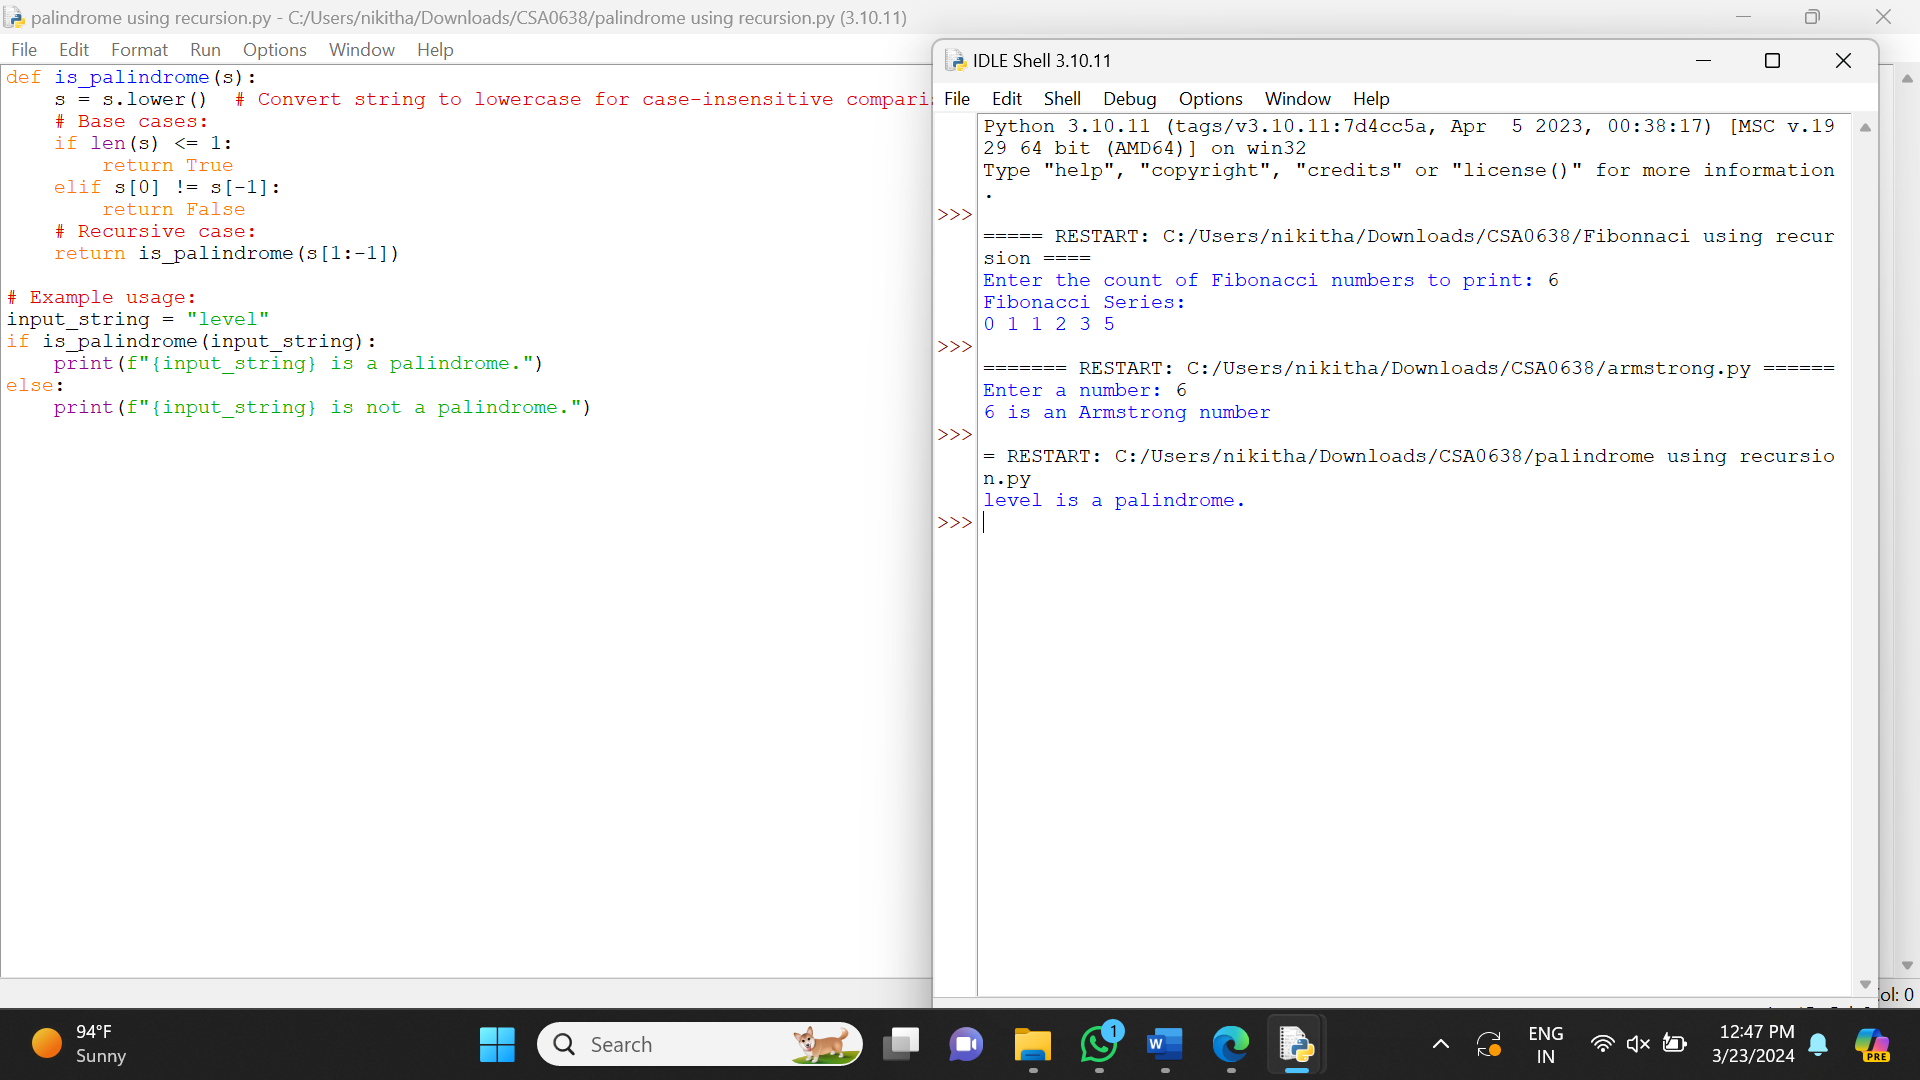 palindrome using recursion.py - C:/Users/nikitha/Downloads/CSA0638/palindrome using recursion.py (3.10.11)
File Edit Format Run Options Window Help
def is_palindrome(s):
    s = s.lower()  # Convert string to lowercase for case-insensitive
    # Base cases:
    if len(s) <= 1:
        return True
    elif s[0] != s[-1]:
        return False
    # Recursive case:
    return is_palindrome(s[1:-1])
# Example usage:
input_string = "level"
if is_palindrome(input_string):
    print(f"{input_string} is a palindrome.")
else:
    print(f"{input_string} is not a palindrome.")
IDLE Shell 3.10.11
File Edit Shell Debug Options Window Help
Python 3.10.11 (tags/v3.10.11:7d4cc5a, Apr  5 2023, 00:38:17) [MSC v.19
29 64 bit (AMD64)] on win32
Type "help", "copyright", "credits" or "license()" for more information
.
>>>
===== RESTART: C:/Users/nikitha/Downloads/CSA0638/Fibonnaci using recur
sion ====
Enter the count of Fibonacci numbers to print: 6
Fibonacci Series:
0 1 1 2 3 5
>>>
======= RESTART: C:/Users/nikitha/Downloads/CSA0638/armstrong.py ======
Enter a number: 6
6 is an Armstrong number
>>>
= RESTART: C:/Users/nikitha/Downloads/CSA0638/palindrome using recursio
n.py
level is a palindrome.
>>>
ol: 0
94°F
Sunny
Search
1
W
ENG
IN
12:47 PM
3/23/2024
PRE